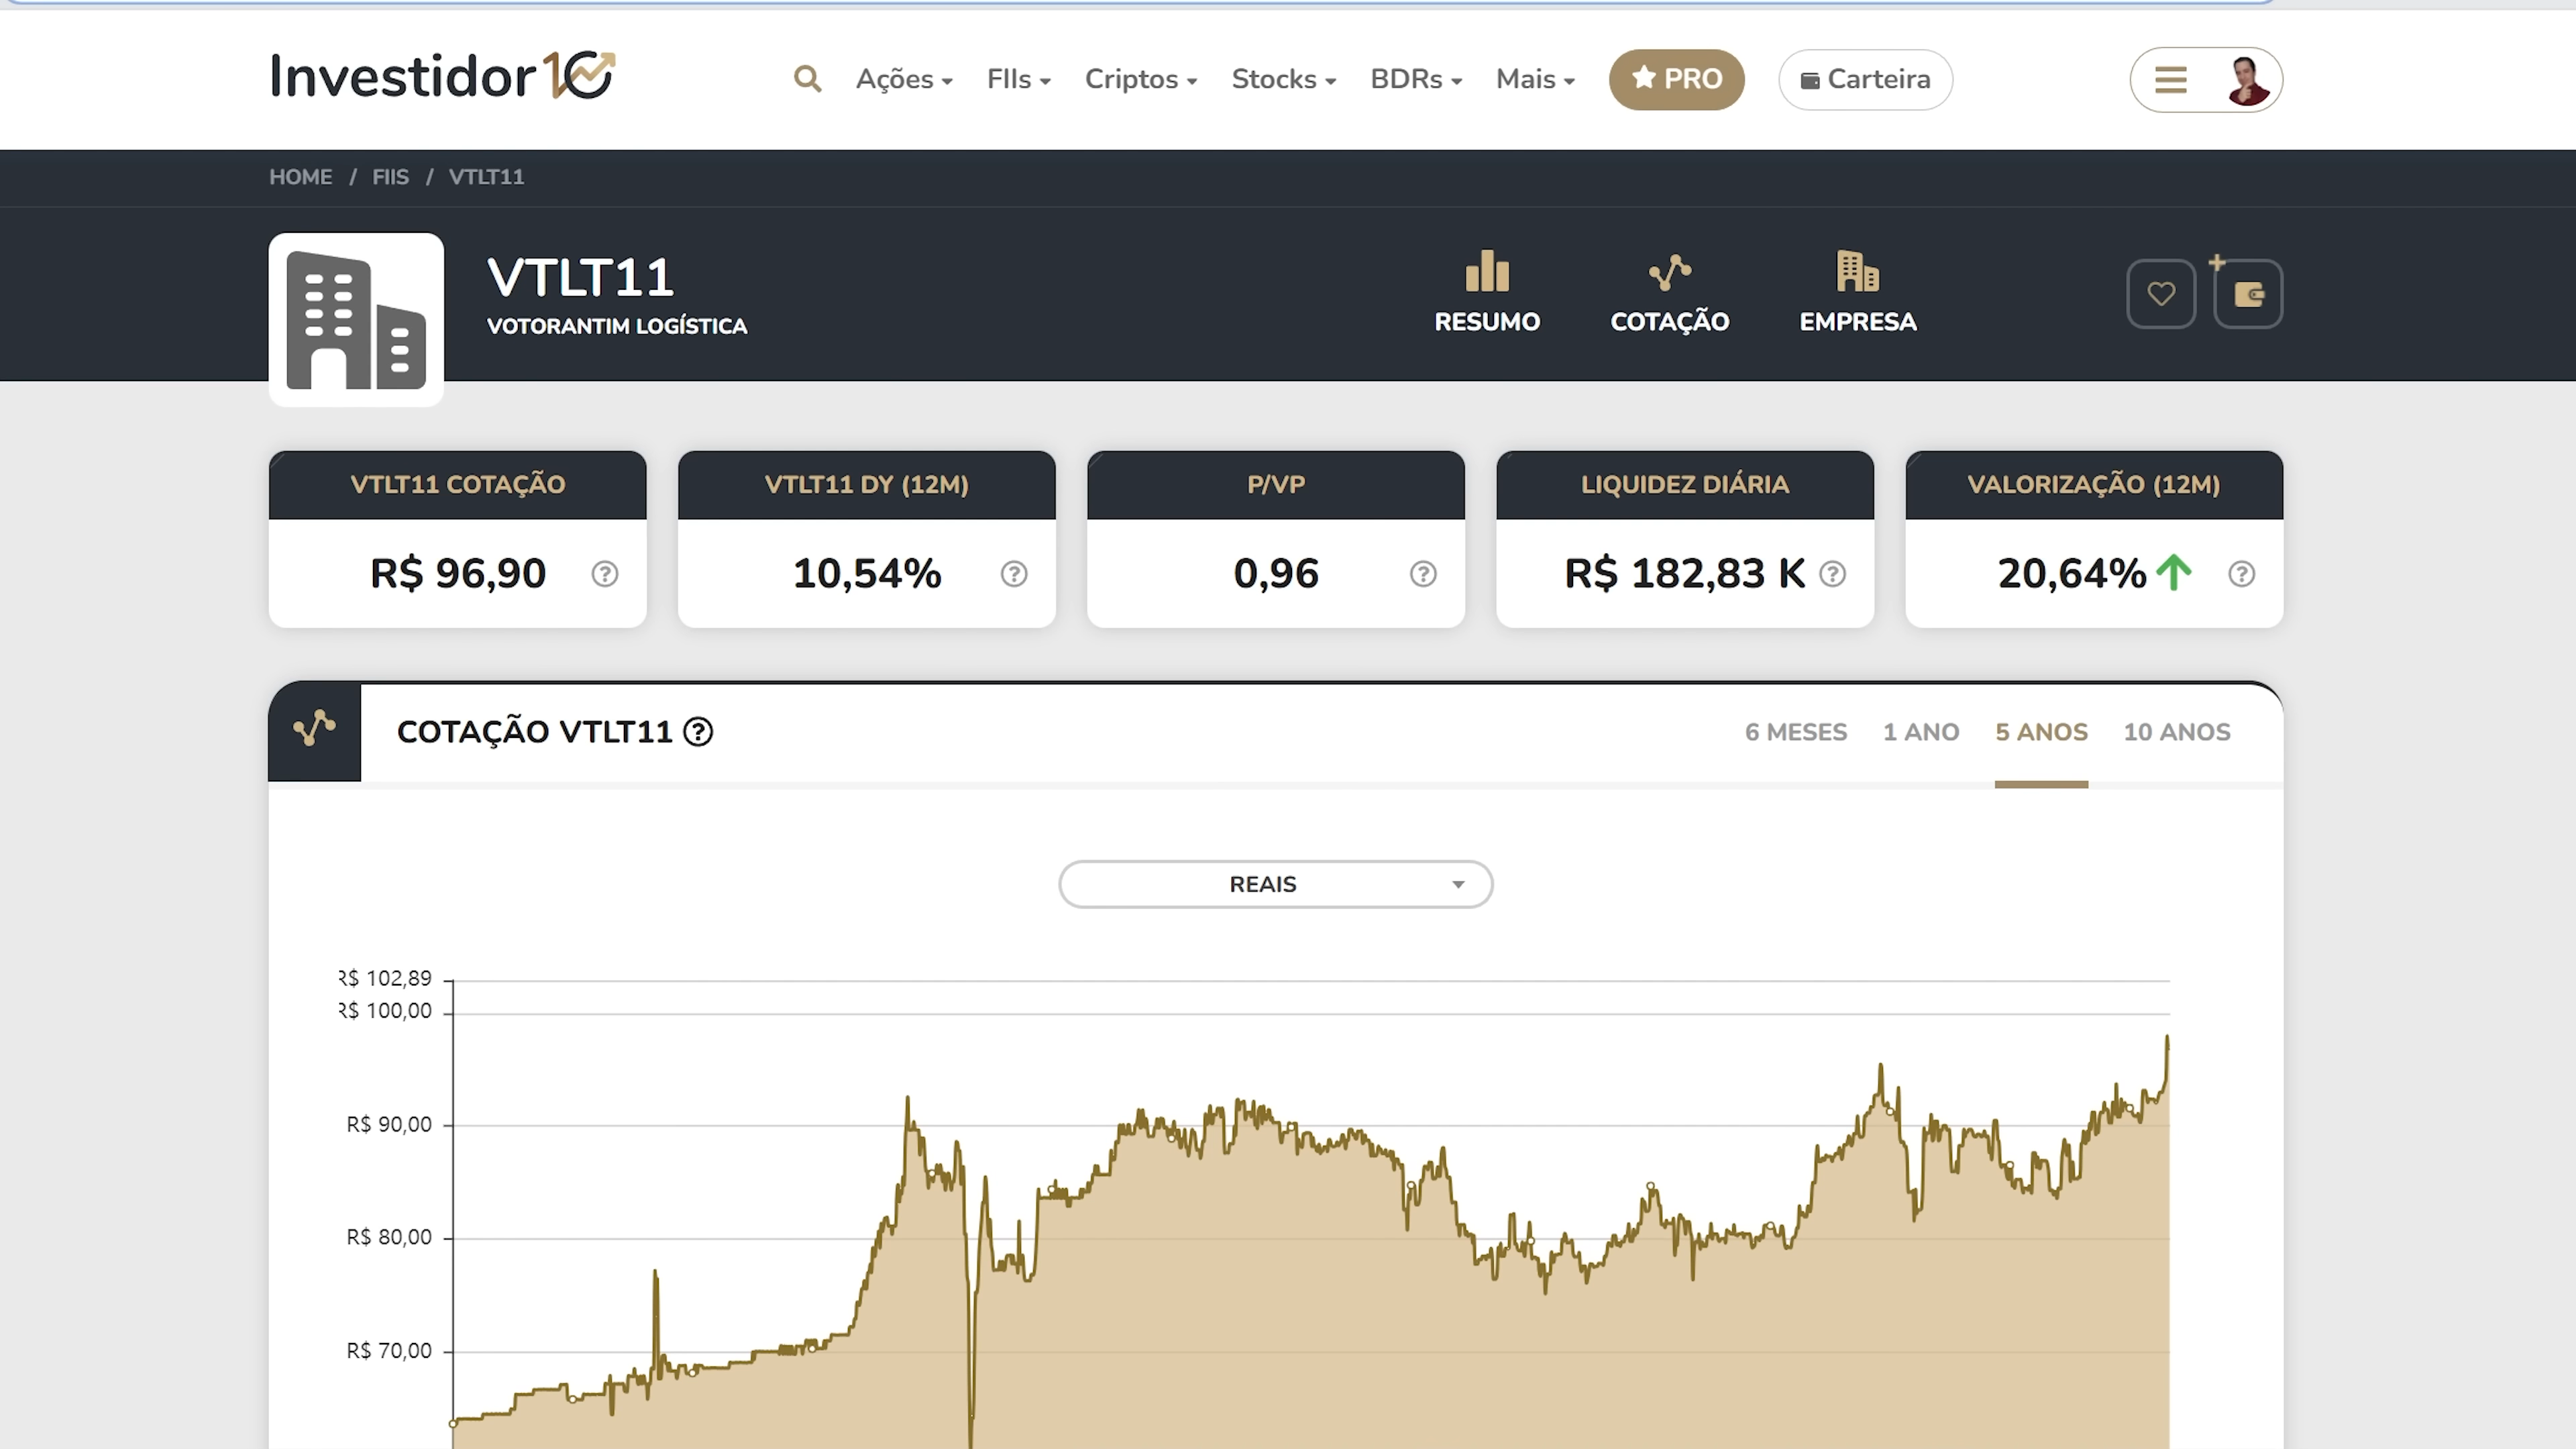 Investidor 10
Ações FIIs Criptos Stocks BDRs Mais PRO Carteira
HOME / FIIS / VTLT11
VTLT11
VOTORANTIM LOGÍSTICA
RESUMO COTAÇÃO EMPRESA
VTLT11 COTAÇÃO
R$ 96,90
VTLT11 DY (12M)
10,54%
P/VP
0,96
LIQUIDEZ DIÁRIA
R$ 182,83 K
VALORIZAÇÃO (12M)
20,64%
COTAÇÃO VTLT11
6 MESES 1 ANO 5 ANOS 10 ANOS
REAIS
R$ 102,89
R$ 100,00
R$ 90,00
R$ 80,00
R$ 70,00